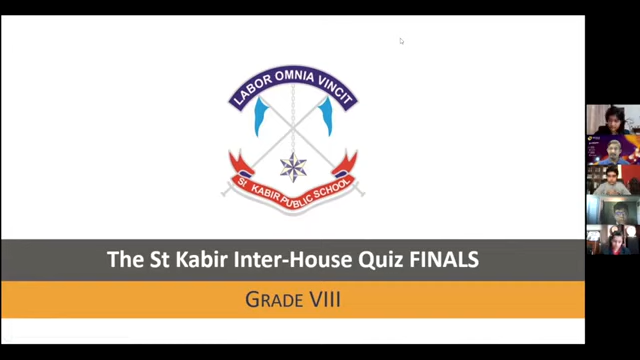 LABOR OMNIA VINCIT
St KABIR PUBLIC SCHOOL
The St Kabir Inter-House Quiz FINALS
GRADE VIII